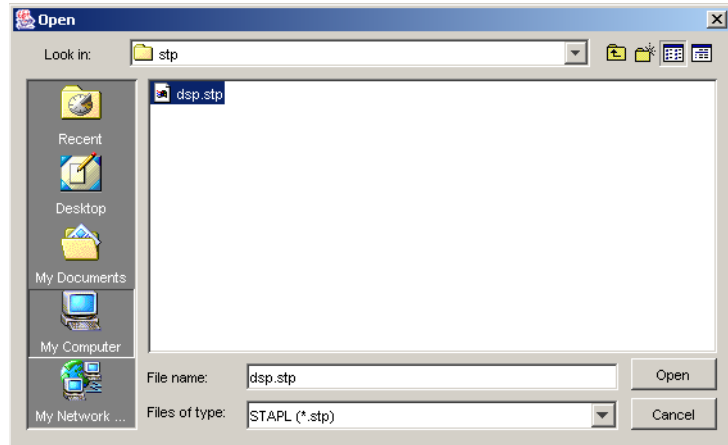 Open
Look in:
stp
dsp.stp
Recent
Desktop
My Documents
My Computer
My Network ...
File name:
dsp.stp
Open
Files of type:
STAPL (*.stp)
Cancel